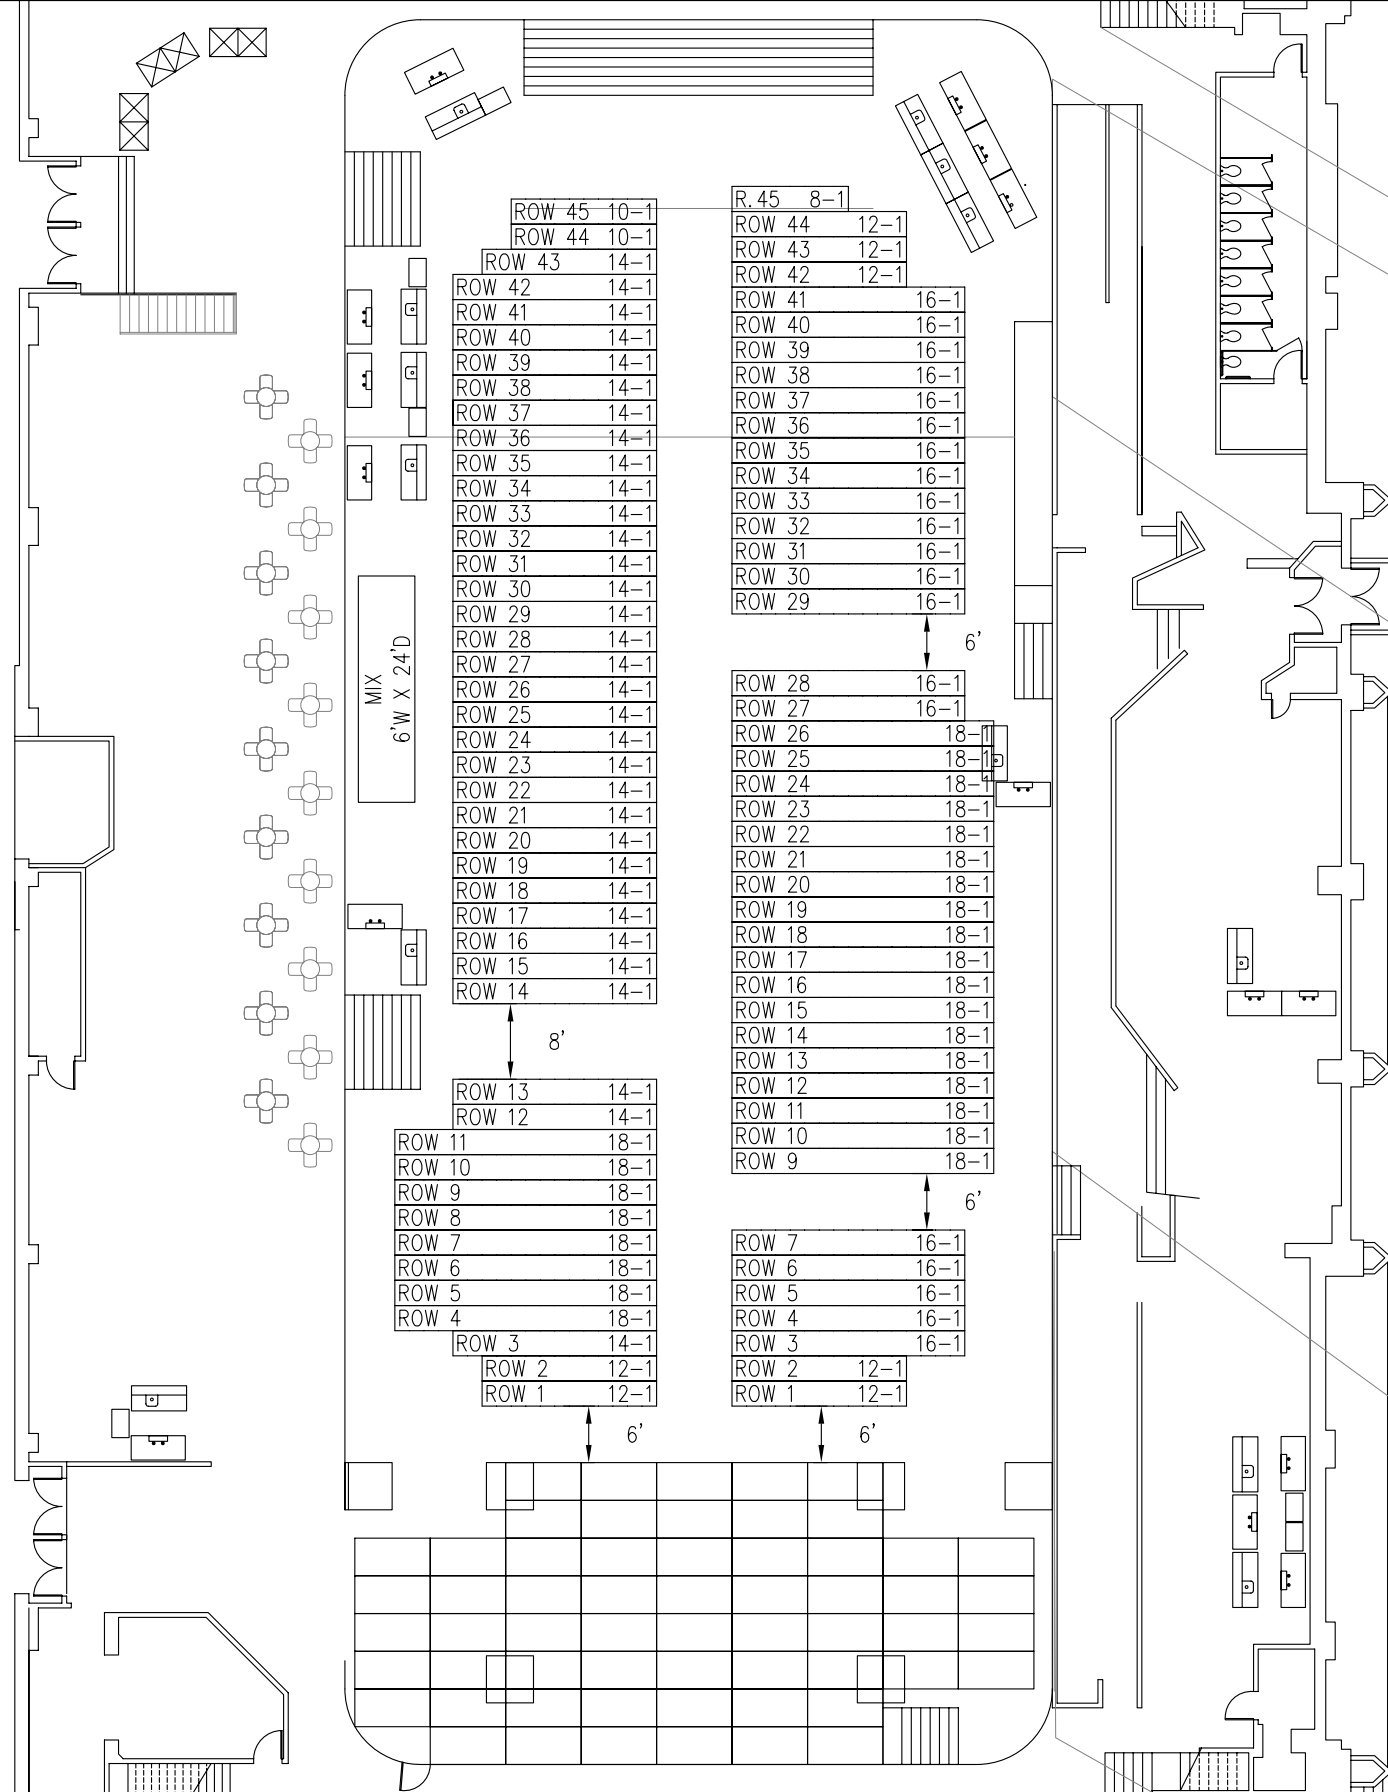 ROW 45 10-1
ROW 44 10-1
ROW 43 14-1
ROW 42 14-1
ROW 41 14-1
ROW 40 14-1
ROW 39 14-1
ROW 38 14-1
ROW 37 14-1
ROW 36 14-1
ROW 35 14-1
ROW 34 14-1
ROW 33 14-1
ROW 32 14-1
ROW 31 14-1
ROW 30 14-1
ROW 29 14-1
ROW 28 14-1
ROW 27 14-1
ROW 26 14-1
ROW 25 14-1
ROW 24 14-1
ROW 23 14-1
ROW 22 14-1
ROW 21 14-1
ROW 20 14-1
ROW 19 14-1
ROW 18 14-1
ROW 17 14-1
ROW 16 14-1
ROW 15 14-1
ROW 14 14-1
8'
ROW 13 14-1
ROW 12 14-1
ROW 11 18-1
ROW 10 18-1
ROW 9 18-1
ROW 8 18-1
ROW 7 18-1
ROW 6 18-1
ROW 5 18-1
ROW 4 18-1
ROW 3 14-1
ROW 2 12-1
ROW 1 12-1
6'
MIX
6'W X 24'D
R.45 8-1
ROW 44 12-1
ROW 43 12-1
ROW 42 12-1
ROW 41 16-1
ROW 40 16-1
ROW 39 16-1
ROW 38 16-1
ROW 37 16-1
ROW 36 16-1
ROW 35 16-1
ROW 34 16-1
ROW 33 16-1
ROW 32 16-1
ROW 31 16-1
ROW 30 16-1
ROW 29 16-1
6'
ROW 28 16-1
ROW 27 16-1
ROW 26 18-1
ROW 25 18-1
ROW 24 18-1
ROW 23 18-1
ROW 22 18-1
ROW 21 18-1
ROW 20 18-1
ROW 19 18-1
ROW 18 18-1
ROW 17 18-1
ROW 16 18-1
ROW 15 18-1
ROW 14 18-1
ROW 13 18-1
ROW 12 18-1
ROW 11 18-1
ROW 10 18-1
ROW 9 18-1
6'
ROW 7 16-1
ROW 6 16-1
ROW 5 16-1
ROW 4 16-1
ROW 3 16-1
ROW 2 12-1
ROW 1 12-1
6'